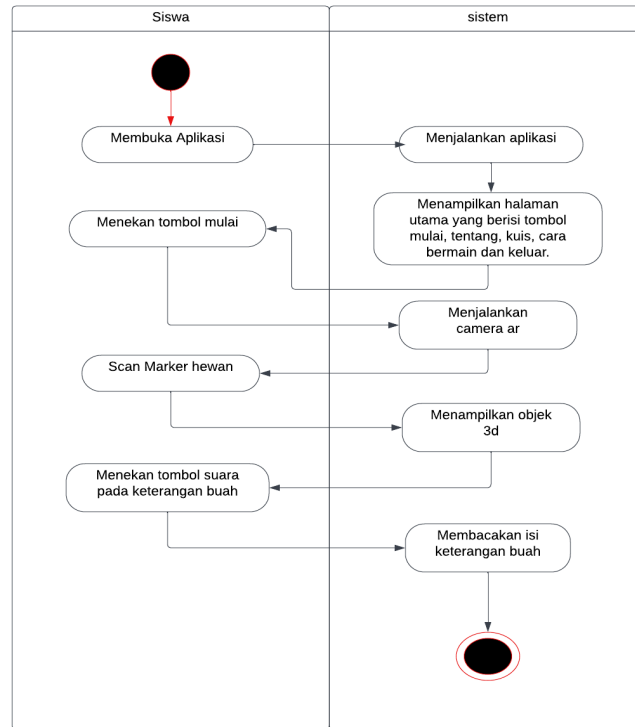 Siswa
sistem
Membuka Aplikasi
Menjalankan aplikasi
Menampilkan halaman
utama yang berisi tombol
mulai, tentang, kuis, cara
bermain dan keluar.
Menekan tombol mulai
Menjalankan
camera ar
Scan Marker hewan
Menampilkan objek
3d
Menekan tombol suara
pada keterangan buah
Membacakan isi
keterangan buah